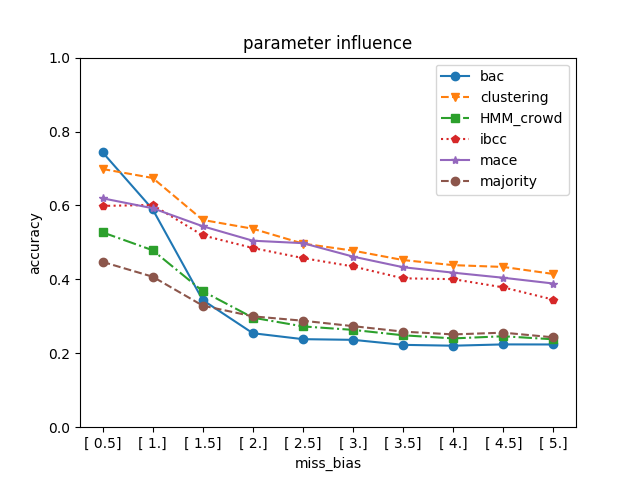 parameter influence
1.0
0.8
0.6
0.4
0.2
0.0
accuracy
bac
clustering
HMM_crowd
ibcc
mace
majority
[ 0.5] [ 1.] [ 1.5] [ 2.] [ 2.5] [ 3.] [ 3.5] [ 4.] [ 4.5] [ 5.]
miss_bias